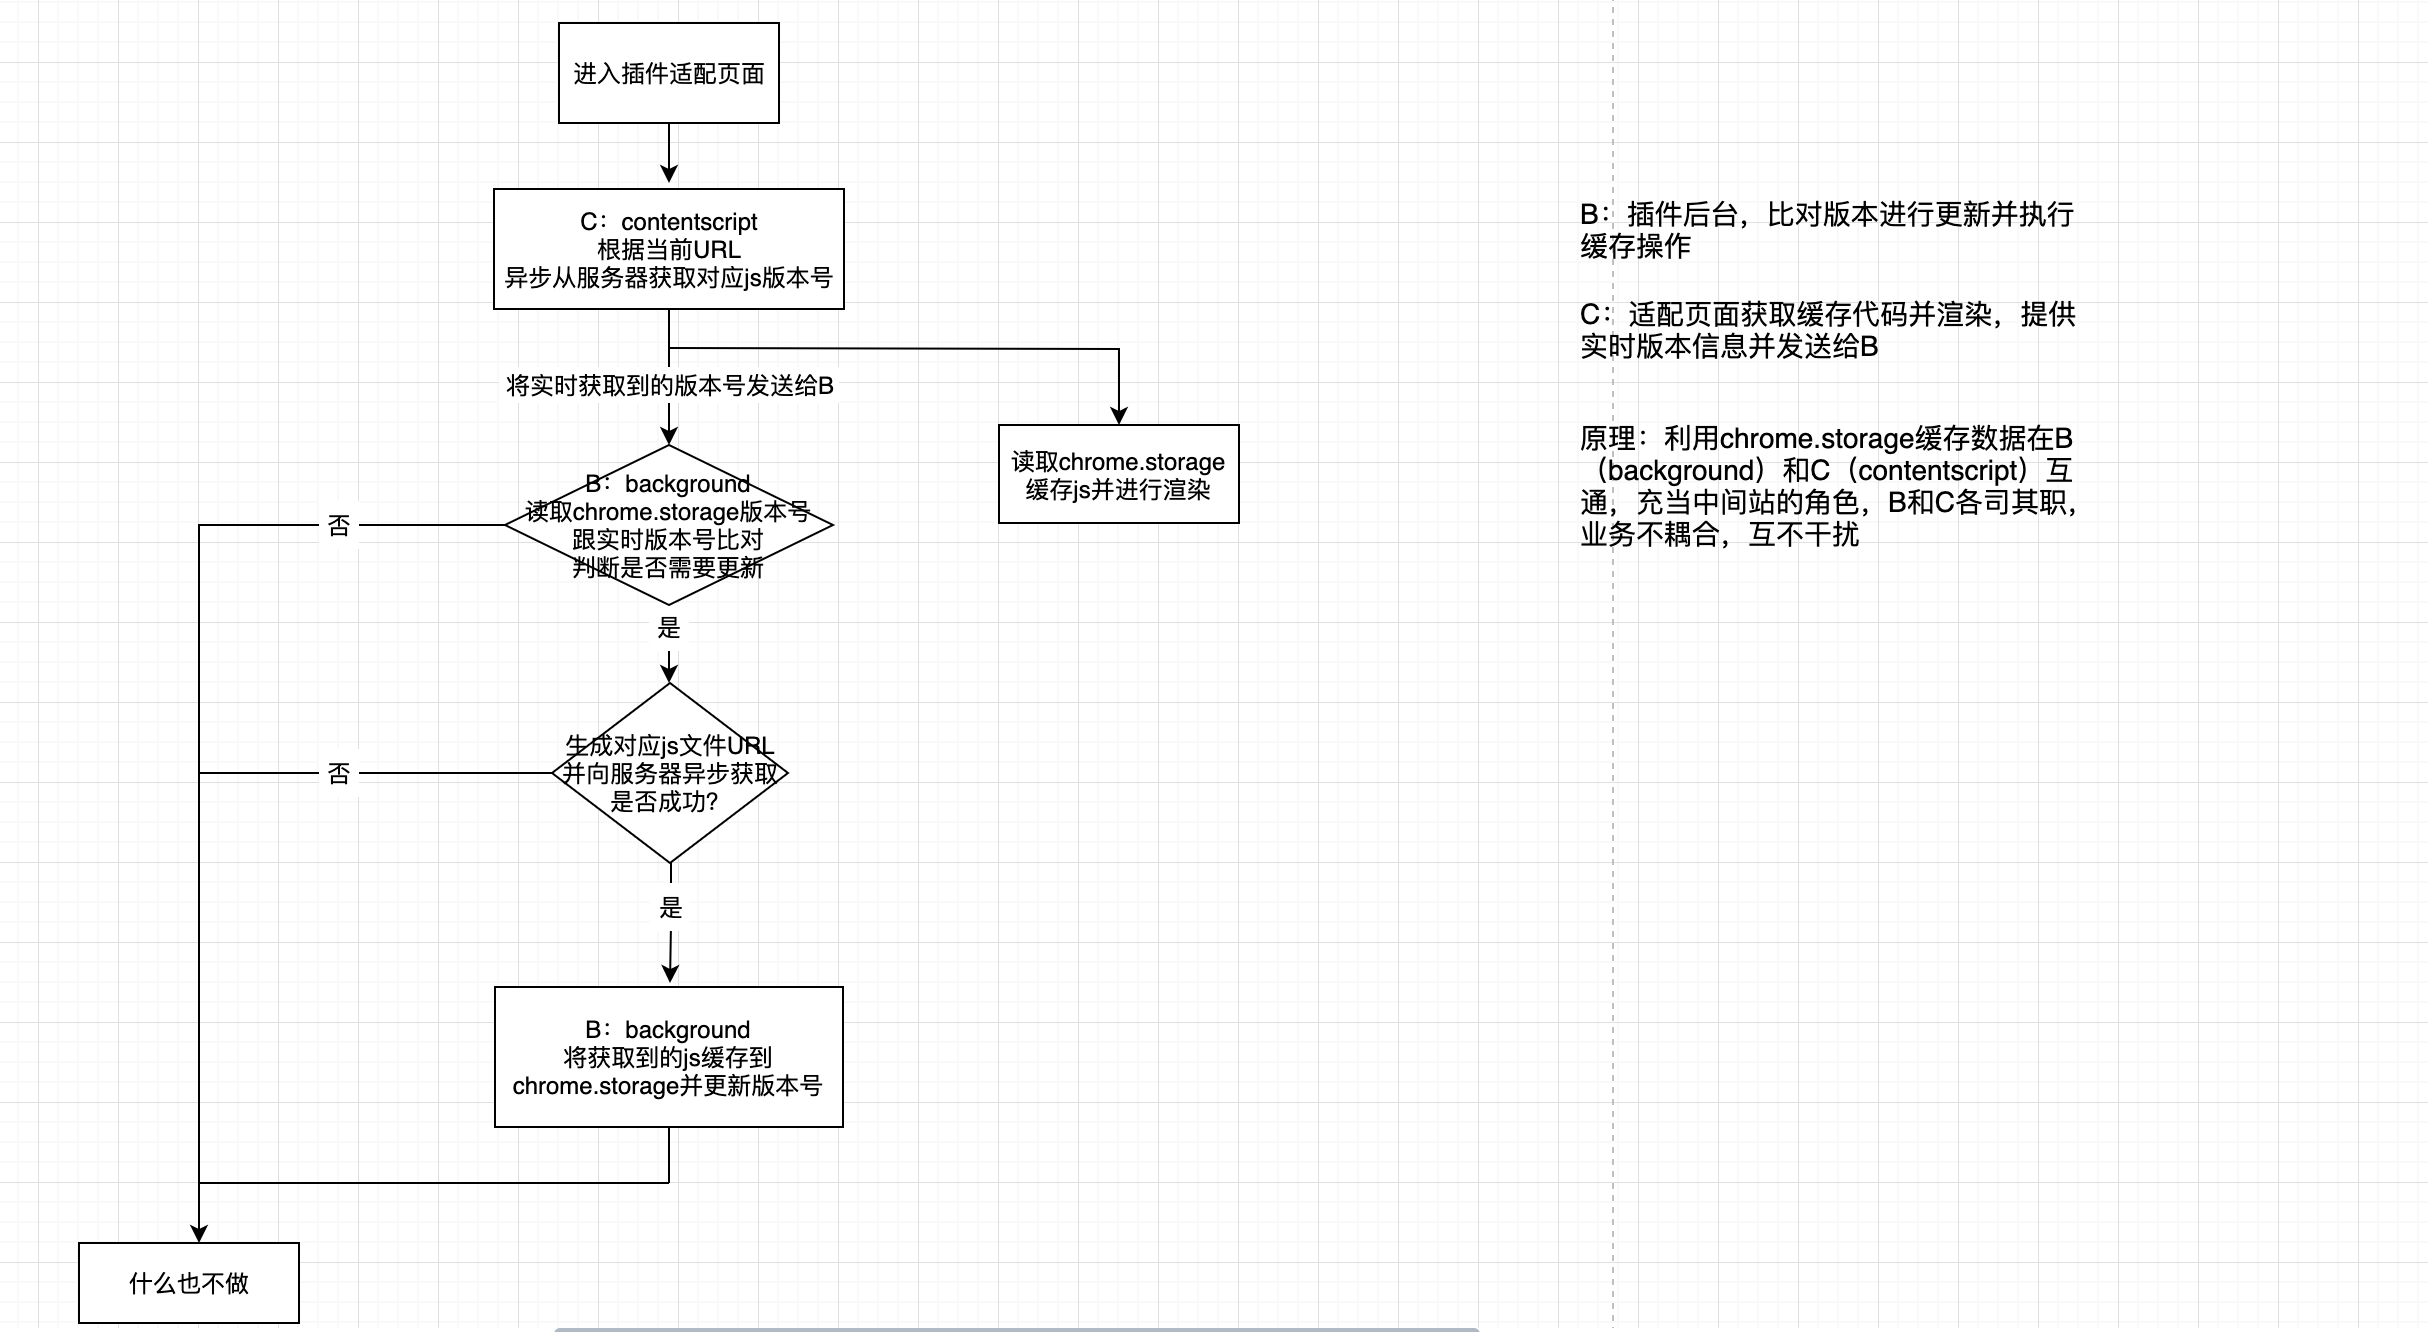 进入插件适配页面
C：contentscript
根据当前URL
异步从服务器获取对应js版本号
将实时获取到的版本号发送给B
读取chrome.storage
缓存js并进行渲染
B：background
读取chrome.storage版本号
跟实时版本号比对
判断是否需要更新
否
是
生成对应js文件URL
并向服务器异步获取
是否成功?
否
是
B：background
将获取到的js缓存到
chrome.storage并更新版本号
什么也不做
B：插件后台，比对版本进行更新并执行
缓存操作
C：适配页面获取缓存代码并渲染，提供
实时版本信息并发送给B
原理：利用chrome.storage缓存数据在B
（background）和C（contentscript）互
通，充当中间站的角色，B和C各司其职，
业务不耦合，互不干扰